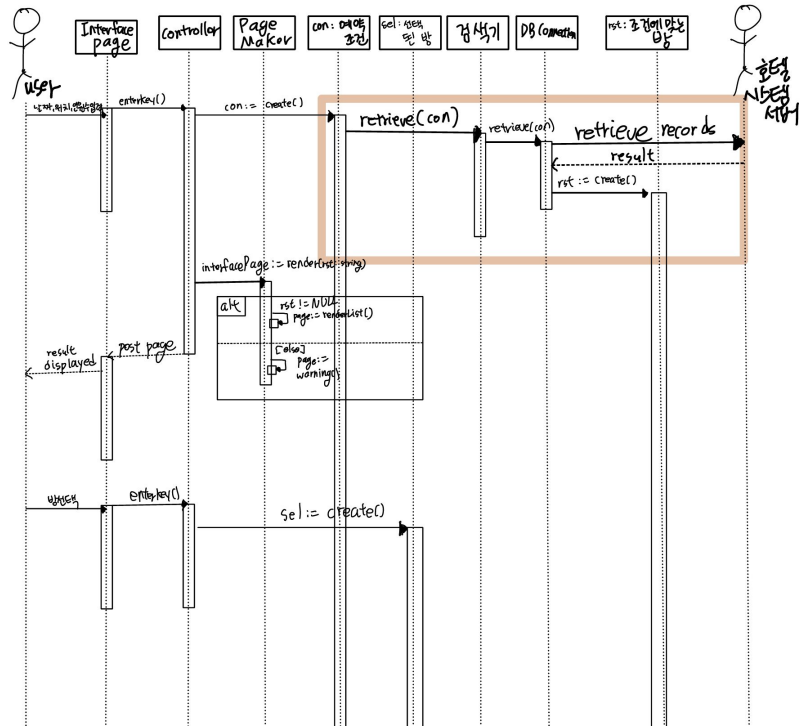 Interface
page
Controller
Page
Maker
con: 예약
조건
sel: 선택
된 방
검색기
DB Connection
rst: 조건에 맞는
방
user
호텔
시스템
서버
enterkey()
con := create()
retrieve(con)
retrieve(con)
retrieve records
result
rst := create()
interfacePage := render(rst: string)
alt
rst != NULL
page:= renderList()
[else]
page:=
warning()
post page
result
displayed
방선택
enterkey()
sel := create()